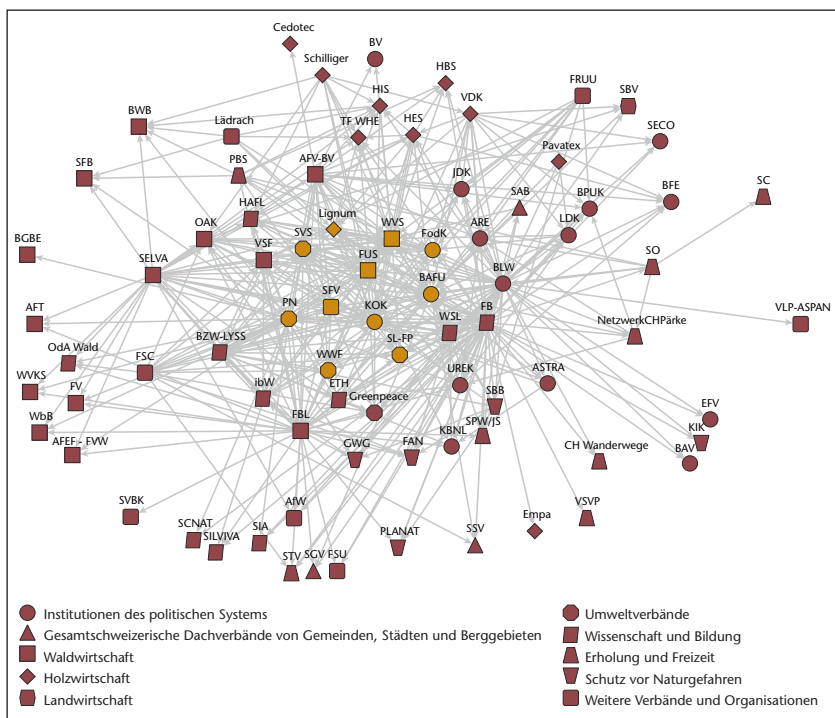 Cedotec
BV
Schilliger
HBS
HIS
VDK
FRUU
SBV
BWB
Lädrach
TF WHE
HES
SECO
Pavatex
PBS
AFV-BV
SFB
JDK
SAB
BPUK
BFE
SC
HAFL
Lignum
OAK
SVS
WVS
FodK
ARE
LDK
BGBE
SELVA
VSF
FUS
BLW
SO
BAFU
AFT
PN
SFV
KOK
WSL
FB
NetzwerkCHPärke
VLP-ASPAN
OdA Wald
FSC
BZW-LYSS
SL-FP
WWF
UREK
ASTRA
WVKS
FV
ibW
ETH
Greenpeace
SBB
EFV
WbB
FBL
KIK
AFEF - FVW
GWG
FAN
KBNL
SPW/JS
CH Wanderwege
BAV
SVBK
AfW
VSVP
SCNAT
SILVIVA
SIA
PLANAT
SSV
Empa
STV
SGV
FSU
Institutionen des politischen Systems
Gesamtschweizerische Dachverbände von Gemeinden, Städten und Berggebieten
Waldwirtschaft
Holzwirtschaft
Landwirtschaft
Umweltverbände
Wissenschaft und Bildung
Erholung und Freizeit
Schutz vor Naturgefahren
Weitere Verbände und Organisationen